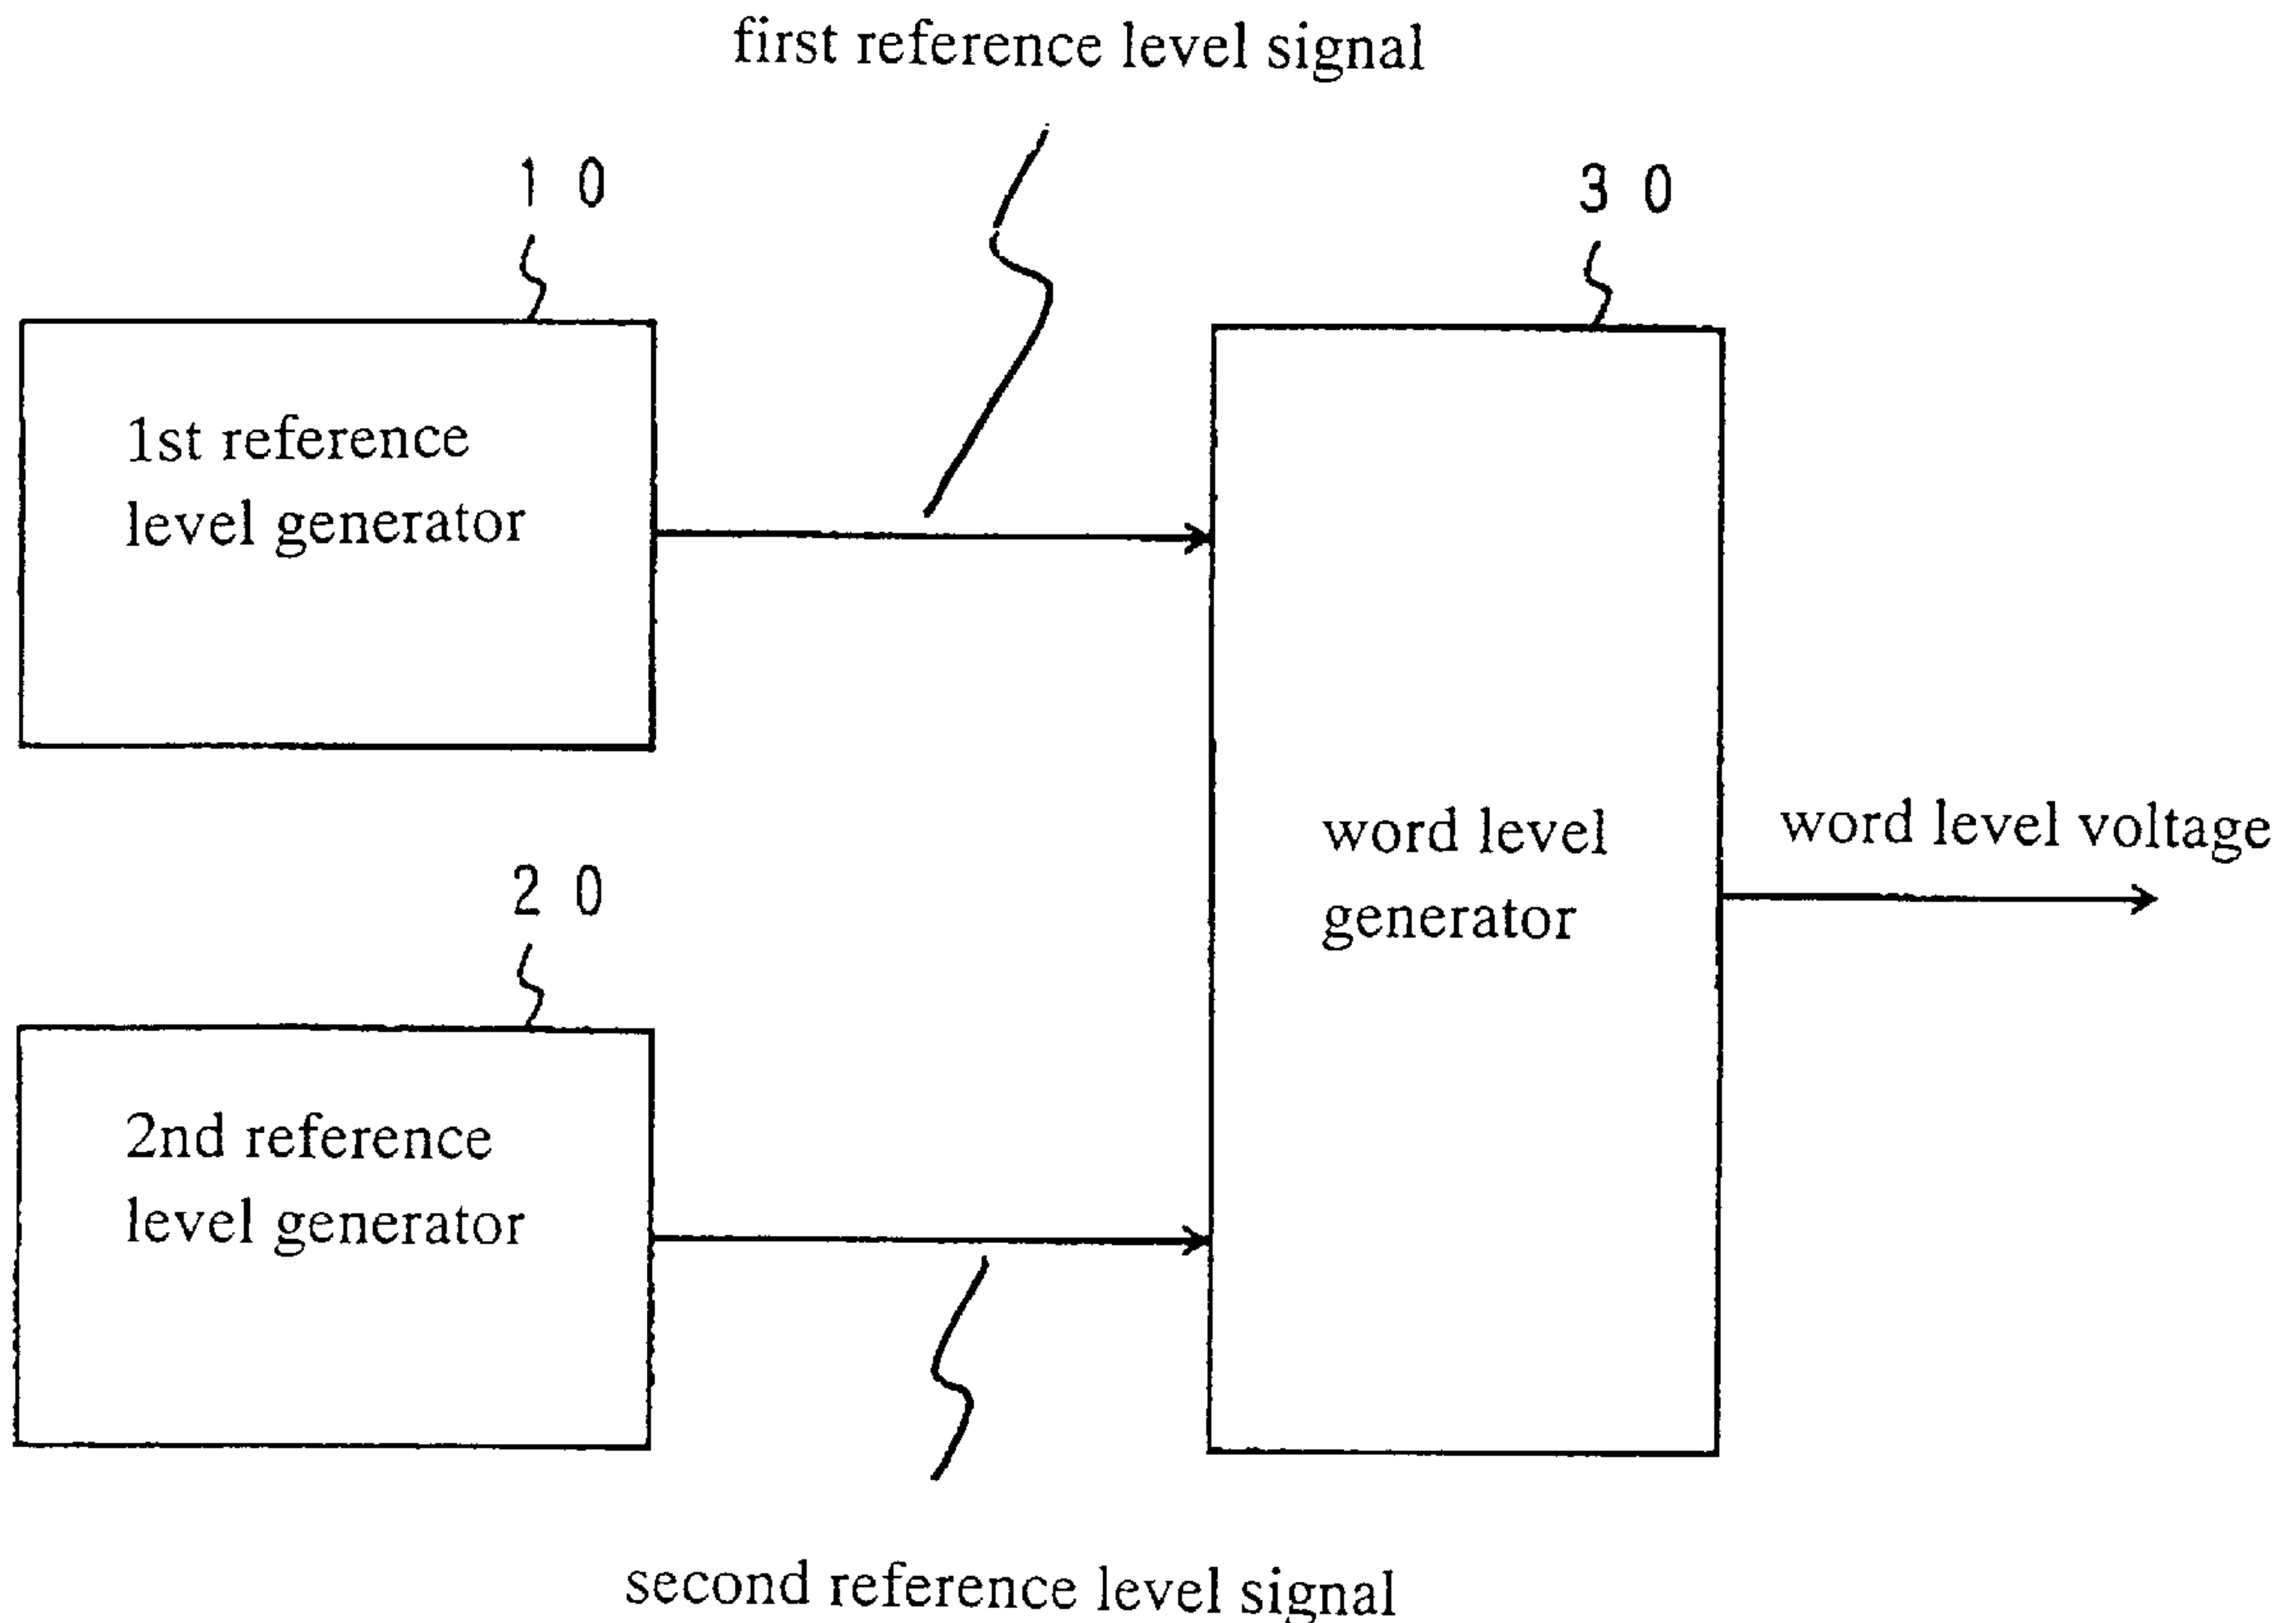 first reference level signal
1 0
3 0
1st reference
level generator
word level
generator
word level voltage
2 0
2nd reference
level generator
second reference level signal